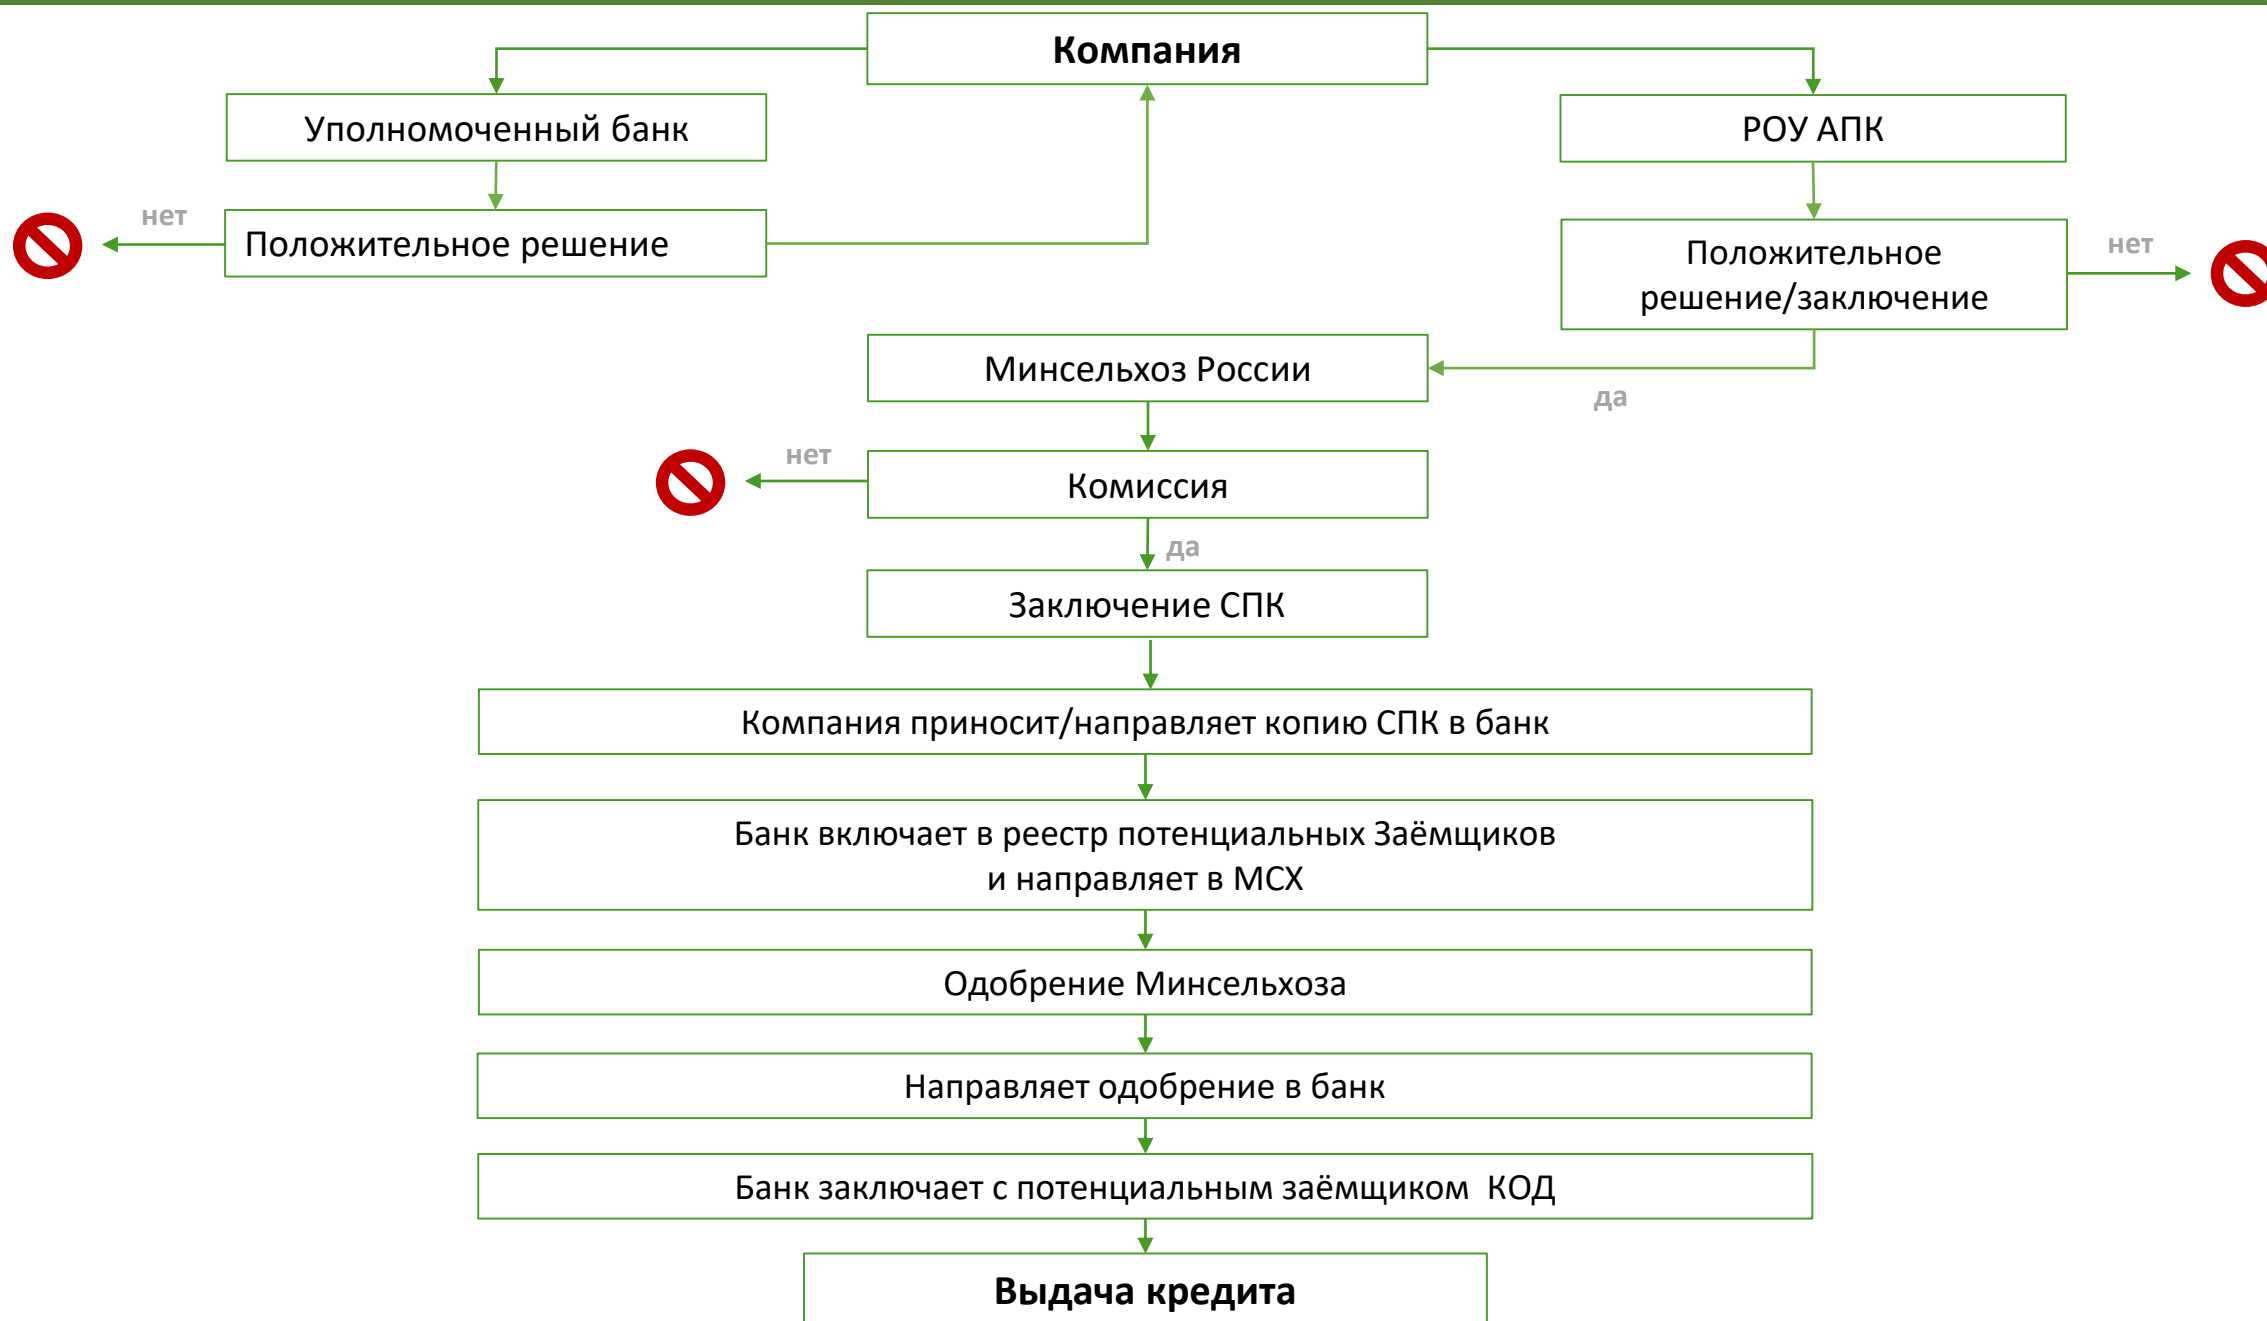 Компания
Уполномоченный банк
РОУ АПК
нет
Положительное решение
Положительное
решение/заключение
нет
Минсельхоз России
да
нет
Комиссия
да
Заключение СПК
Компания приносит/направляет копию СПК в банк
Банк включает в реестр потенциальных Заёмщиков
и направляет в МСХ
Одобрение Минсельхоза
Направляет одобрение в банк
Банк заключает с потенциальным заёмщиком КОД
Выдача кредита